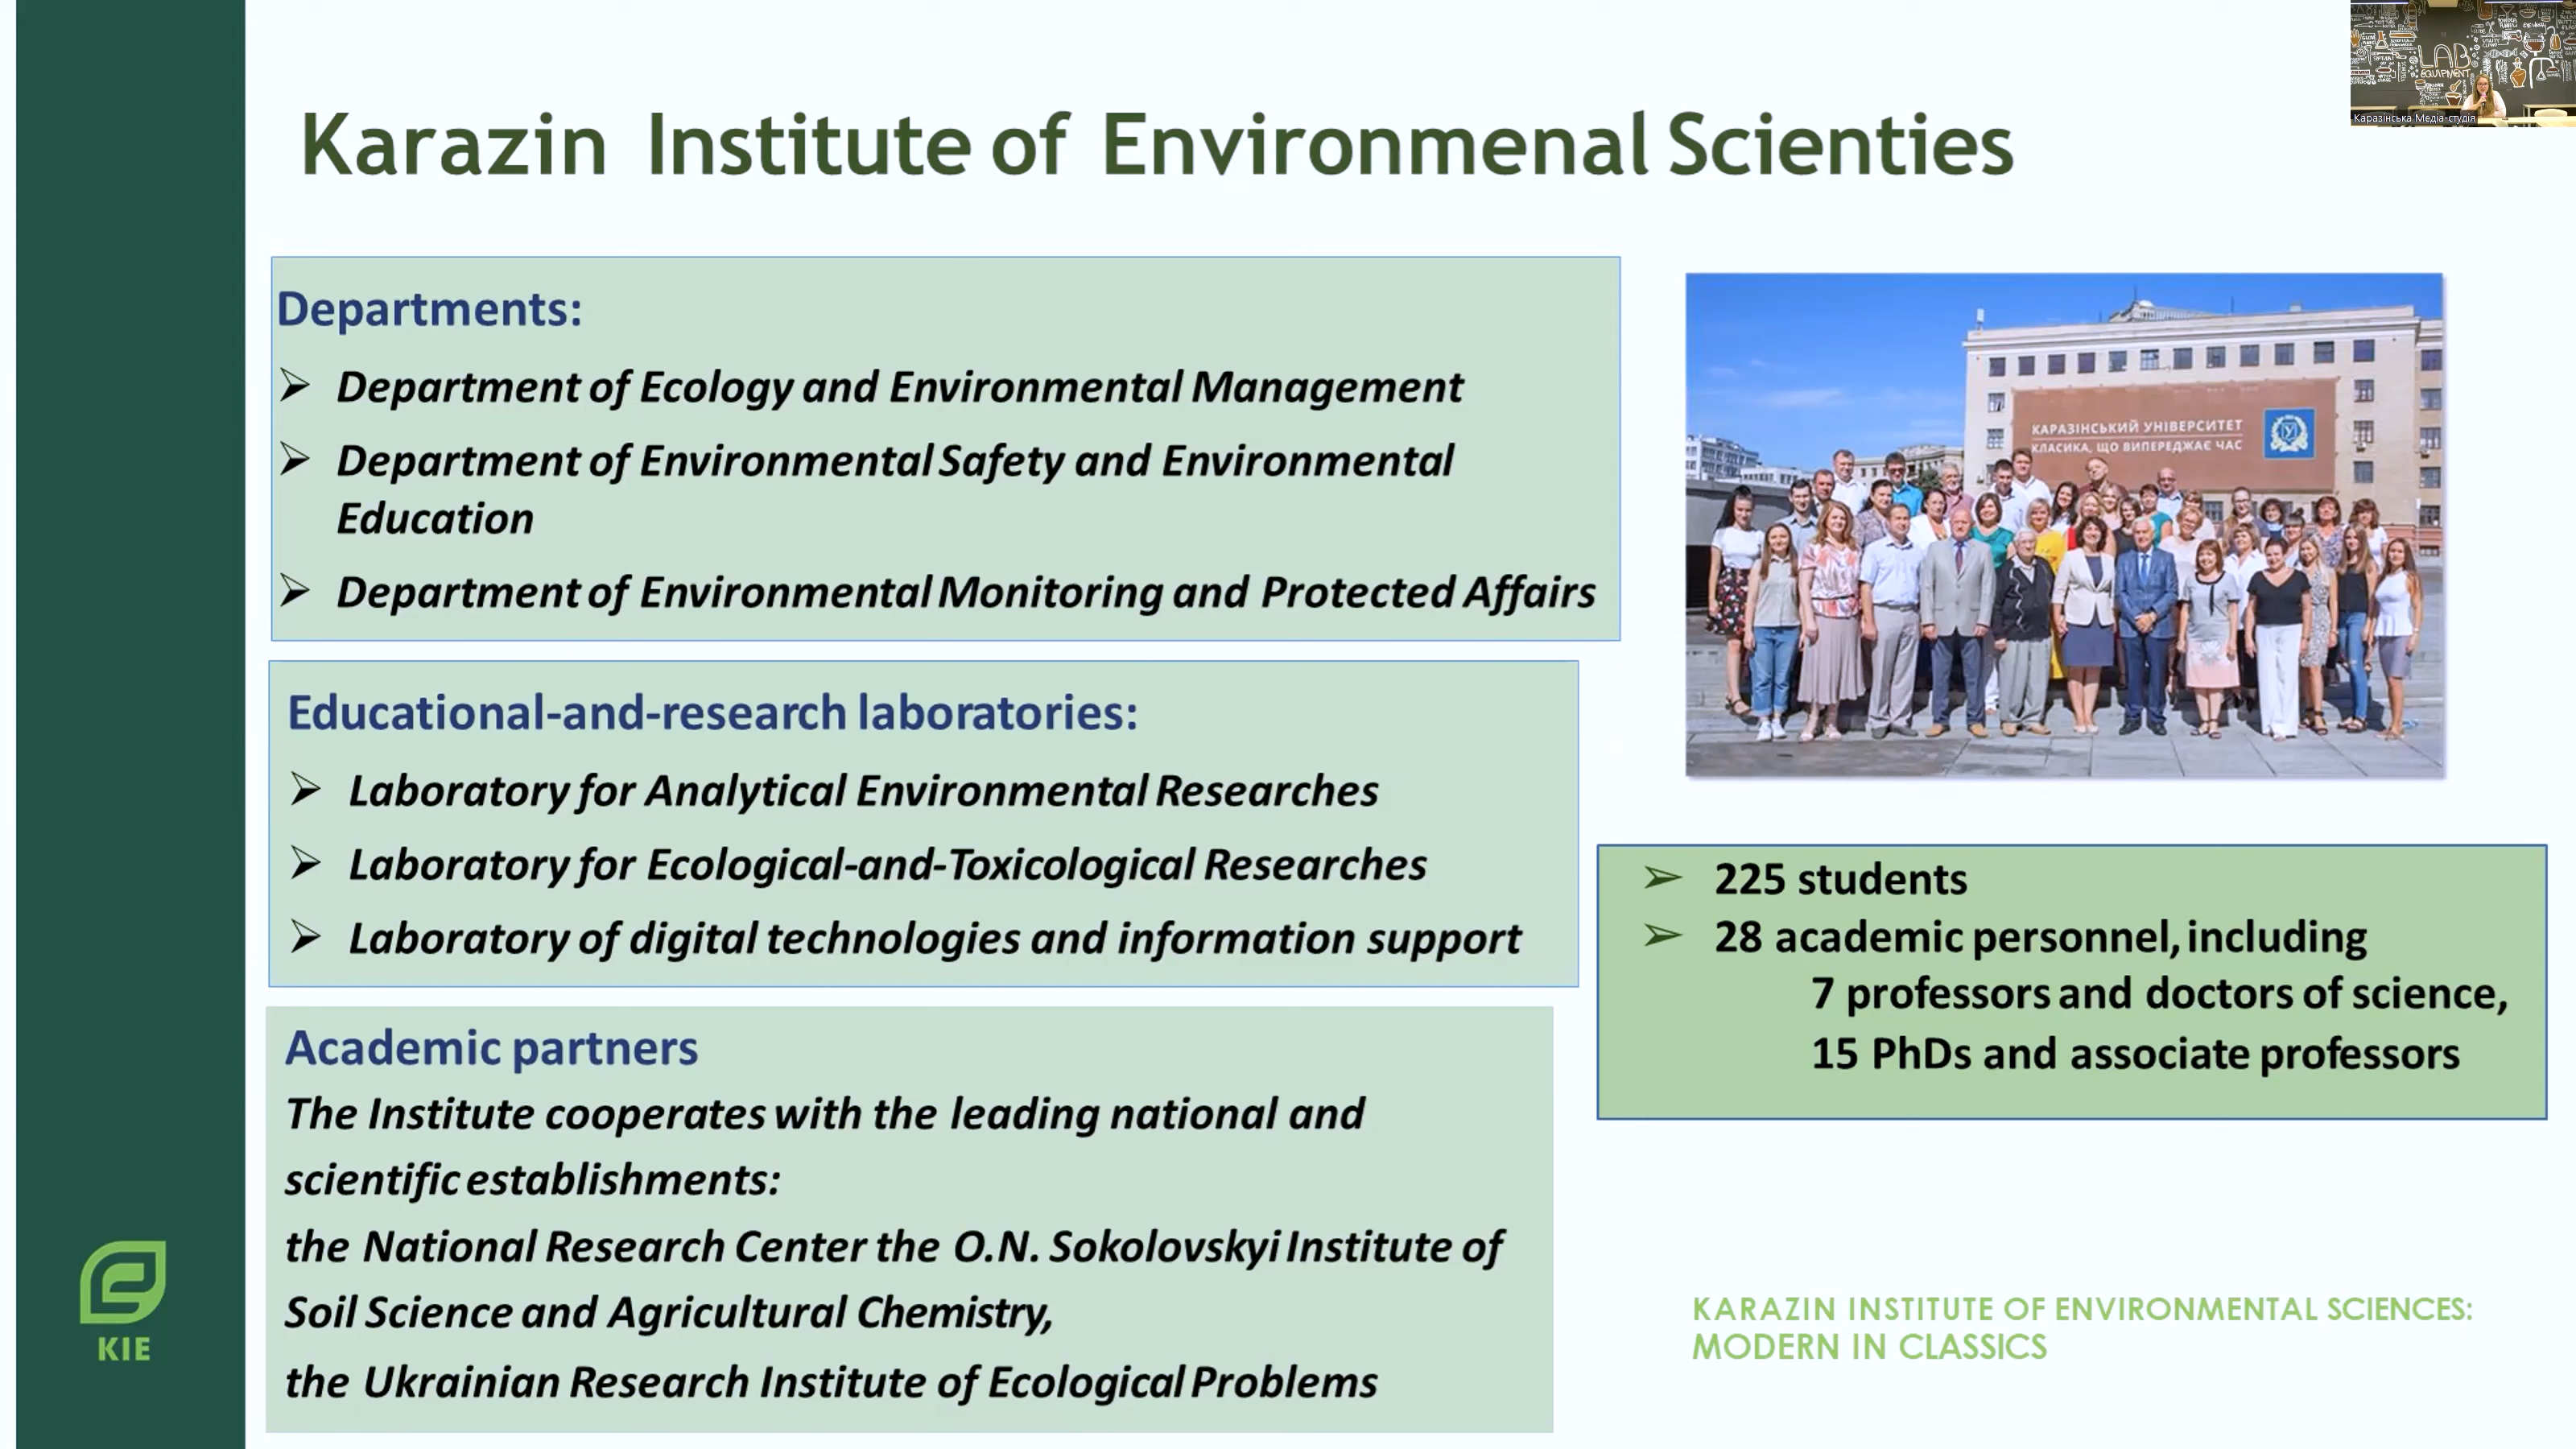 Karazin Institute of Environmenal Scienties
Departments:
Department of Ecology and Environmental Management
Department of Environmental Safety and Environmental
Education
Department of Environmental Monitoring and Protected Affairs
Educational-and-research laboratories:
Laboratory for Analytical Environmental Researches
Laboratory for Ecological-and-Toxicological Researches
Laboratory of digital technologies and information support
Academic partners
The Institute cooperates with the leading national and
scientific establishments:
the National Research Center the O.N. Sokolovskyi Institute of
Soil Science and Agricultural Chemistry,
the Ukrainian Research Institute of Ecological Problems
LAB
EQUIPMENT
Каразінська Медіа-студія
КАРАЗІНСЬКИЙ УНІВЕРСИТЕТ
КЛАСИКА, ЩО ВИПЕРЕДЖАЄ ЧАС
225 students
28 academic personnel, including
7 professors and doctors of science,
15 PhDs and associate professors
KARAZIN INSTITUTE OF ENVIRONMENTAL SCIENCES:
MODERN IN CLASSICS
KIE